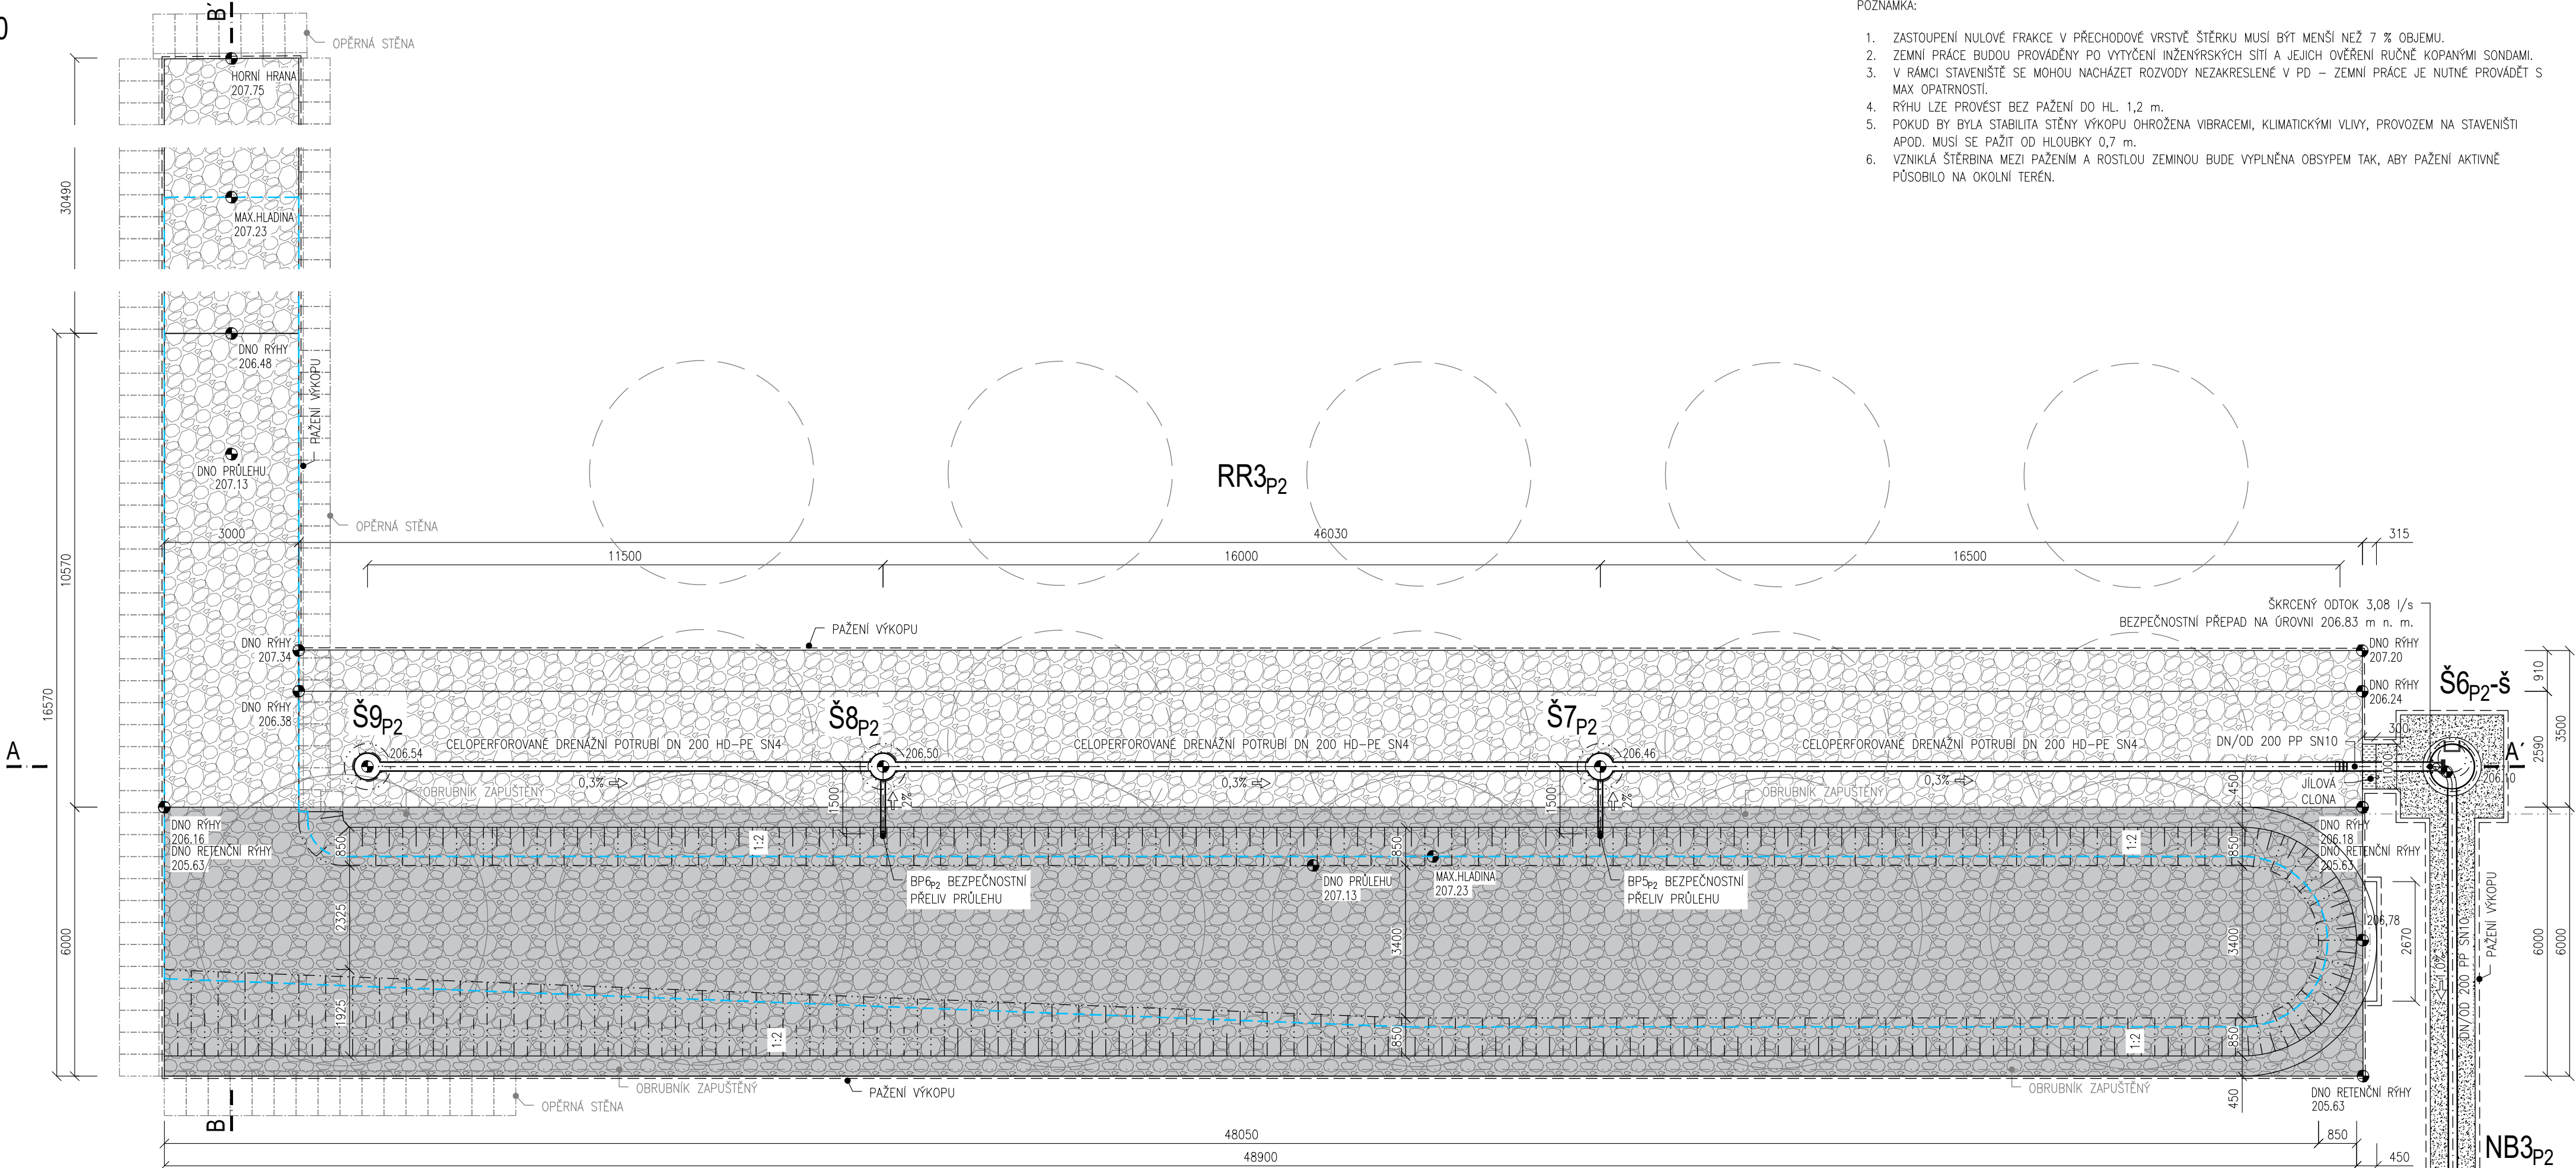 0
B´
OPĚRNÁ STĚNA
HORNÍ HRANA
207.75
MAX.HLADINA
207.23
30490
DNO RÝHY
206.48
PAŽENÍ VÝKOPU
DNO PRŮLEHU
207.13
OPĚRNÁ STĚNA
POZNÁMKA:
1. ZASTOUPENÍ NULOVÉ FRAKCE V PŘECHODOVÉ VRSTVĚ ŠTĚRKU MUSÍ BÝT MENŠÍ NEŽ 7 % OBJEMU.
2. ZEMNÍ PRÁCE BUDOU PROVÁDĚNY PO VYTYČENÍ INŽENÝRSKÝCH SÍTÍ A JEJICH OVĚŘENÍ RUČNĚ KOPANÝMI SONDAMI.
3. V RÁMCI STAVENIŠTĚ SE MOHOU NACHÁZET ROZVODY NEZAKRESLENÉ V PD – ZEMNÍ PRÁCE JE NUTNÉ PROVÁDĚT S
MAX OPATRNOSTÍ.
4. RÝHU LZE PROVÉST BEZ PAŽENÍ DO HL. 1,2 m.
5. POKUD BY BYLA STABILITA STĚNY VÝKOPU OHROŽENA VIBRACEMI, KLIMATICKÝMI VLIVY, PROVOZEM NA STAVENIŠTI
APOD. MUSÍ SE PAŽIT OD HLOUBKY 0,7 m.
6. VZNIKLÁ ŠTĚRBINA MEZI PAŽENÍM A ROSTLOU ZEMINOU BUDE VYPLNĚNA OBSYPEM TAK, ABY PAŽENÍ AKTIVNĚ
PŮSOBILO NA OKOLNÍ TERÉN.
RR3P2
3000
46030
315
11500
16000
16500
10570
16570
6000
ŠKRCENÝ ODTOK 3,08 l/s
BEZPEČNOSTNÍ PŘEPAD NA ÚROVNI 206.83 m n. m.
PAŽENÍ VÝKOPU
DNO RÝHY
207.34
DNO RÝHY
206.38
DNO RÝHY
207.20
DNO RÝHY
206.24
910
2590
3500
Š9P2
Š8P2
Š7P2
Š6P2-š
206.54
206.50
206.46
206.10
CELOPERFOROVANÉ DRENÁŽNÍ POTRUBÍ DN 200 HD-PE SN4
CELOPERFOROVANÉ DRENÁŽNÍ POTRUBÍ DN 200 HD-PE SN4
CELOPERFOROVANÉ DRENÁŽNÍ POTRUBÍ DN 200 HD-PE SN4
DN/OD 200 PP SN10
300
1000
A
A´
0,3%
0,3%
0,3%
JÍLOVÁ
CLONA
450
OBRUBNÍK ZAPUŠTĚNÝ
OBRUBNÍK ZAPUŠTĚNÝ
1500
2%
1500
2%
DNO RÝHY
206.16
DNO RETENČNÍ RÝHY
205.63
DNO RÝHY
206.18
DNO RETENČNÍ RÝHY
205.63
850
1:2
850
1:2
850
BP6P2 BEZPEČNOSTNÍ
PŘELIV PRŮLEHU
DNO PRŮLEHU
207.13
MAX.HLADINA
207.23
BP5P2 BEZPEČNOSTNÍ
PŘELIV PRŮLEHU
2325
3400
3400
206,78
2670
6000
6000
DN/OD 200 PP SN10
1,0%
PAŽENÍ VÝKOPU
1925
1:2
850
1:2
850
OBRUBNÍK ZAPUŠTĚNÝ
OBRUBNÍK ZAPUŠTĚNÝ
PAŽENÍ VÝKOPU
OPĚRNÁ STĚNA
B
450
DNO RETENČNÍ RÝHY
205.63
48050
850
48900
450
NB3P2